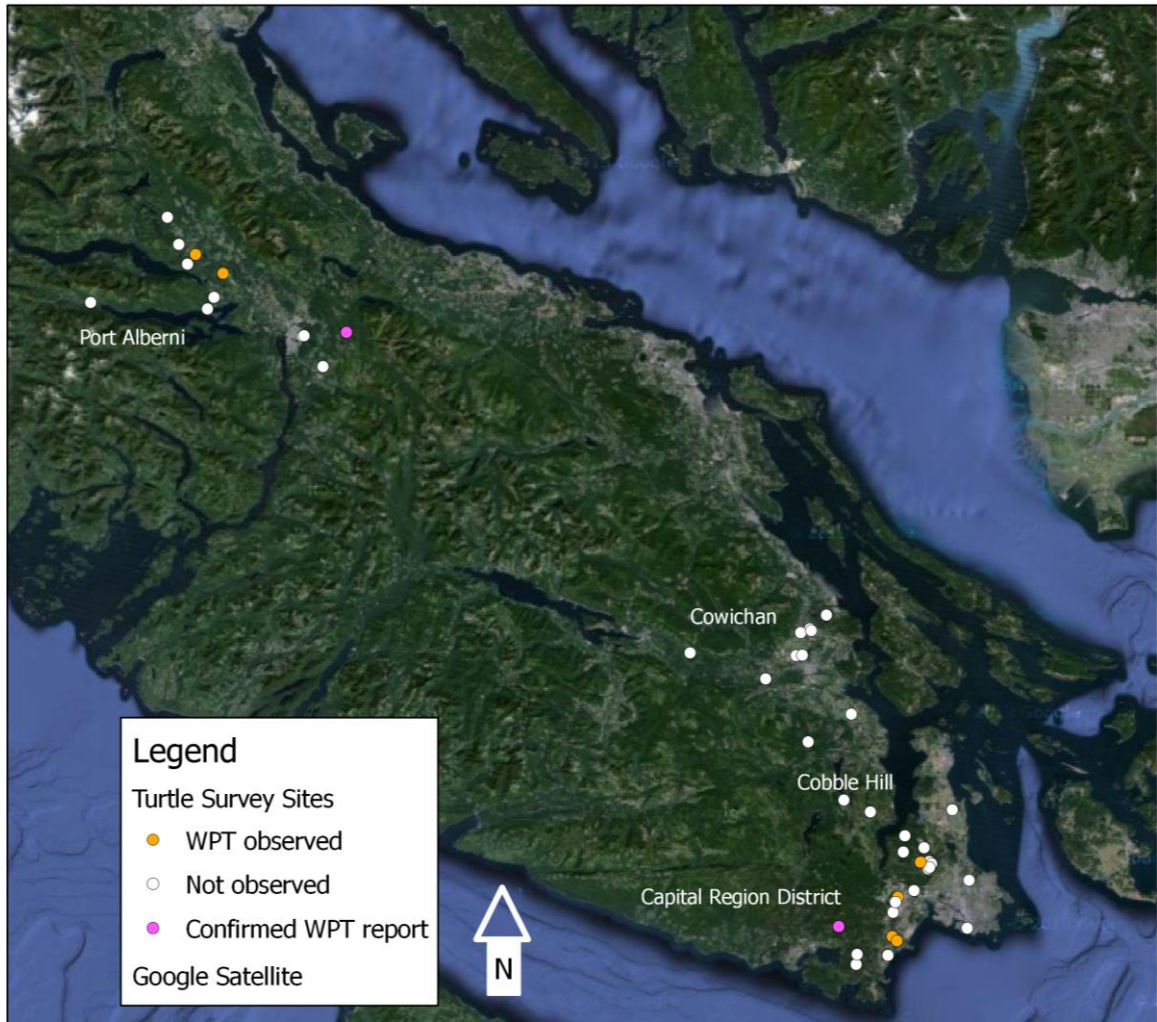 Port Alberni
Cowichan
Cobble Hill
Capital Region District
Legend
Turtle Survey Sites
WPT observed
Not observed
Confirmed WPT report
Google Satellite
N